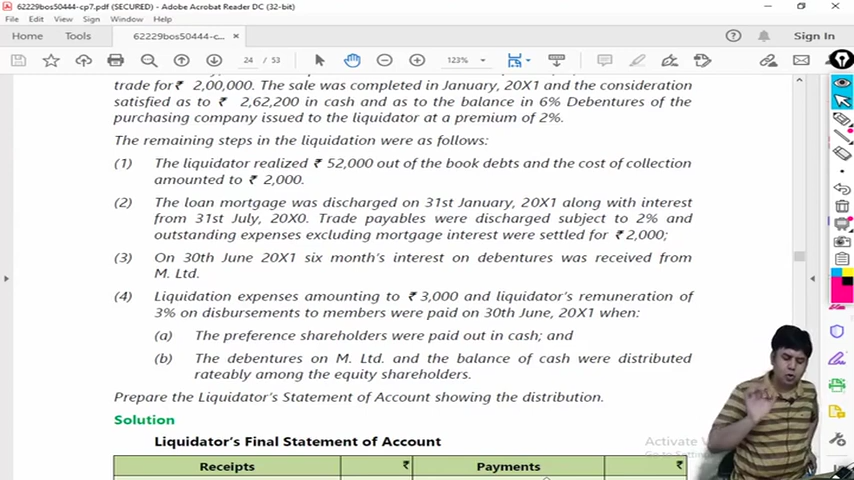 62229bos50444-cp7.pdf (SECURED) - Adobe Acrobat Reader DC (32-bit)
File Edit View Sign Window Help
Home Tools 62229bos50444-cp... × Sign In
24 / 53 123%
trade for ₹ 2,00,000. The sale was completed in January, 20X1 and the consideration
satisfied as to ₹ 2,62,200 in cash and as to the balance in 6% Debentures of the
purchasing company issued to the liquidator at a premium of 2%.
The remaining steps in the liquidation were as follows:
(1) The liquidator realized ₹ 52,000 out of the book debts and the cost of collection
amounted to ₹ 2,000.
(2) The loan mortgage was discharged on 31st January, 20X1 along with interest
from 31st July, 20X0. Trade payables were discharged subject to 2% and
outstanding expenses excluding mortgage interest were settled for ₹ 2,000;
(3) On 30th June 20X1 six month's interest on debentures was received from
M. Ltd.
(4) Liquidation expenses amounting to ₹ 3,000 and liquidator's remuneration of
3% on disbursements to members were paid on 30th June, 20X1 when:
(a) The preference shareholders were paid out in cash; and
(b) The debentures on M. Ltd. and the balance of cash were distributed
rateably among the equity shareholders.
Prepare the Liquidator's Statement of Account showing the distribution.
Solution
Liquidator's Final Statement of Account
Activate
Go to Settings
Receipts ₹ Payments ₹